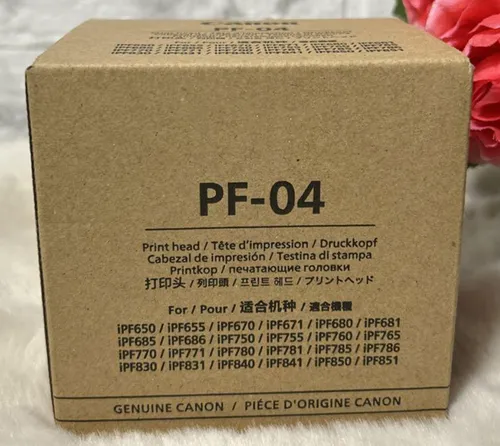 Canon
PF-04
PF-04
Print head / Tête d'impression / Druckkopf
Cabezal de impresión / Testina di stampa
Printkop / печатающие головки
打印头 / 列印頭 / 프린트 헤드 / プリントヘッド
For / Pour / 适合机种 / 適合機種
iPF650 / iPF655 / iPF670 / iPF671 / iPF680 / iPF681
iPF685 / iPF686 / iPF750 / iPF755 / iPF760 / iPF765
iPF770 / iPF771 / iPF780 / iPF781 / iPF785 / iPF786
iPF830 / iPF831 / iPF840 / iPF841 / iPF850 / iPF851
GENUINE CANON / PIÈCE D'ORIGINE CANON